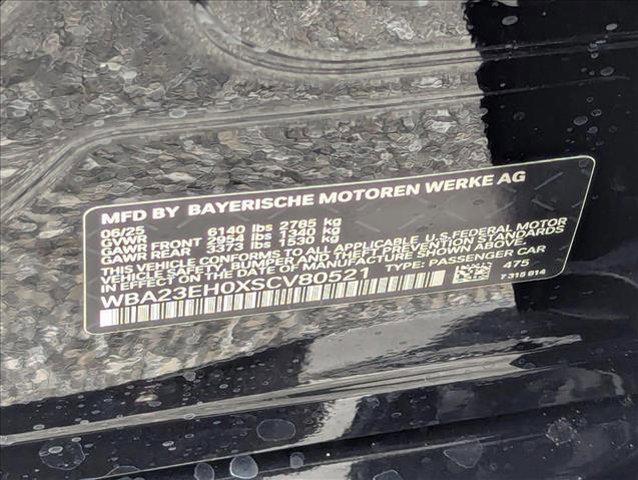 MFD BY BAYERISCHE MOTOREN WERKE AG
06/25
GVWR 6140 lbs 2785 kg
GAWR FRONT 2954 lbs 1340 kg
GAWR REAR 3373 lbs 1530 kg
THIS VEHICLE CONFORMS TO ALL APPLICABLE U.S.FEDERAL MOTOR
VEHICLE SAFETY, BUMPER AND THEFT PREVENTION STANDARDS
IN EFFECT ON THE DATE OF MANUFACTURE SHOWN ABOVE.
WBA23EH0XSCV80521 TYPE: PASSENGER CAR
475
7 315 614